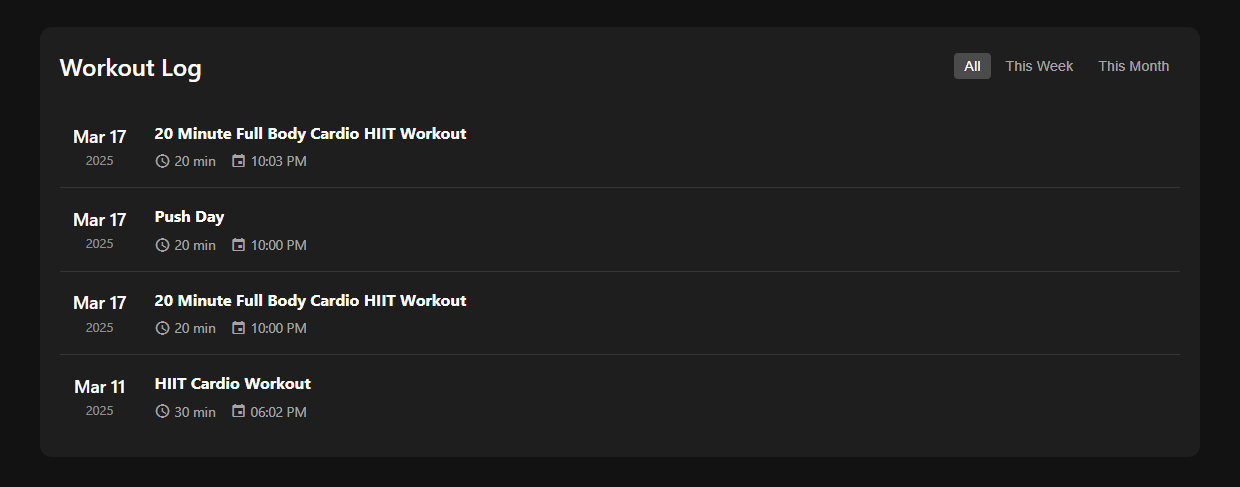 Workout Log
All This Week This Month
Mar 17
2025
20 Minute Full Body Cardio HIIT Workout
20 min 10:03 PM
Mar 17
2025
Push Day
20 min 10:00 PM
Mar 17
2025
20 Minute Full Body Cardio HIIT Workout
20 min 10:00 PM
Mar 11
2025
HIIT Cardio Workout
30 min 06:02 PM